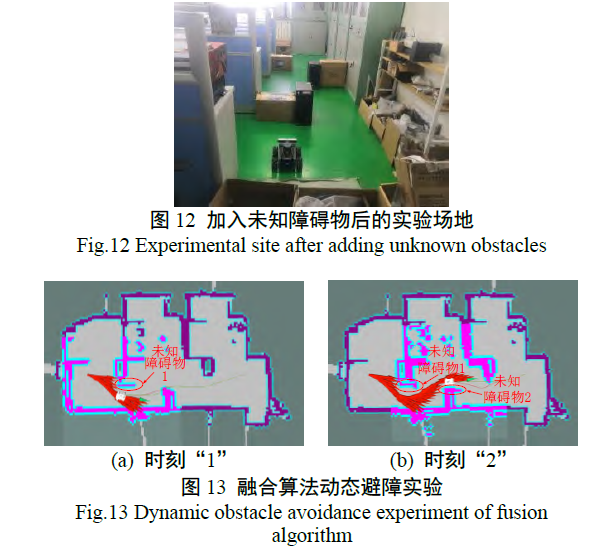 图 12 加入未知障碍物后的实验场地
Fig.12 Experimental site after adding unknown obstacles
未知
障碍物
1
未知
障碍物1
未知
障碍物2
(a) 时刻“1”
(b) 时刻“2”
图 13 融合算法动态避障实验
Fig.13 Dynamic obstacle avoidance experiment of fusion
algorithm